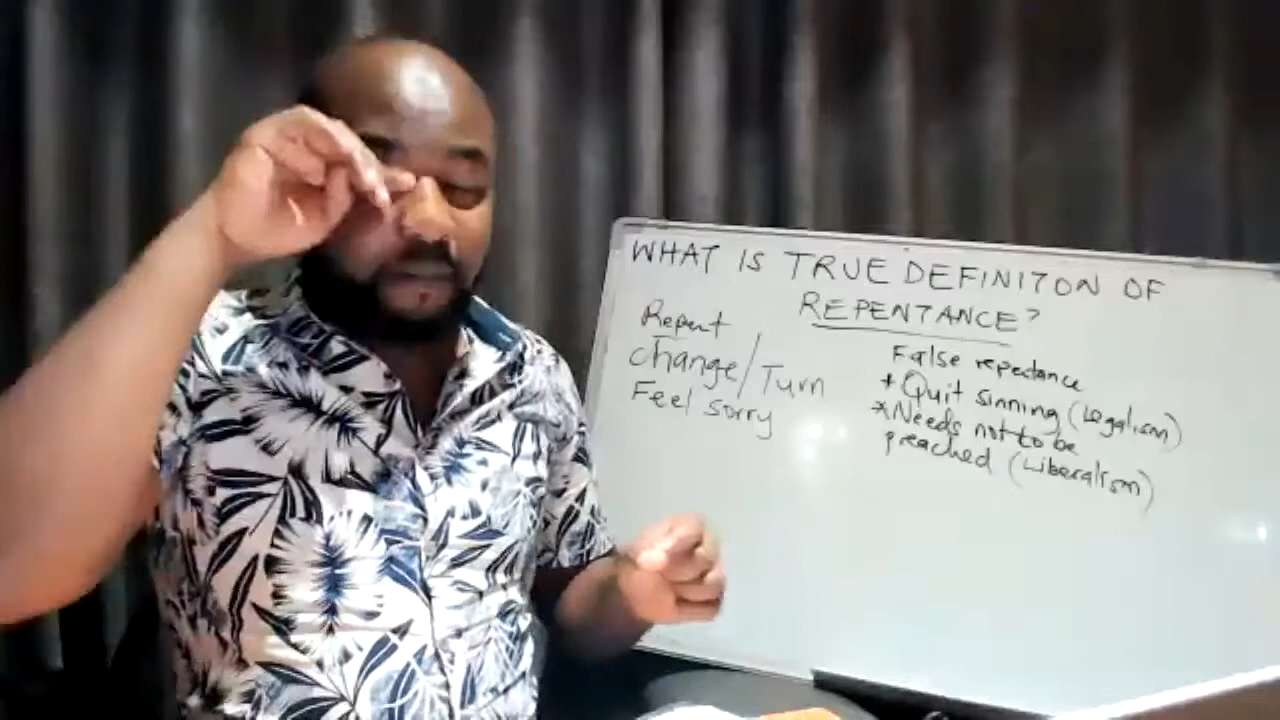 WHAT IS TRUE DEFINITON OF
REPENTANCE?
Repent
change/Turn
Feel sorry
False repectance
* Quit sinning (Legalism)
* Needs not to be
preached (Liberalism)